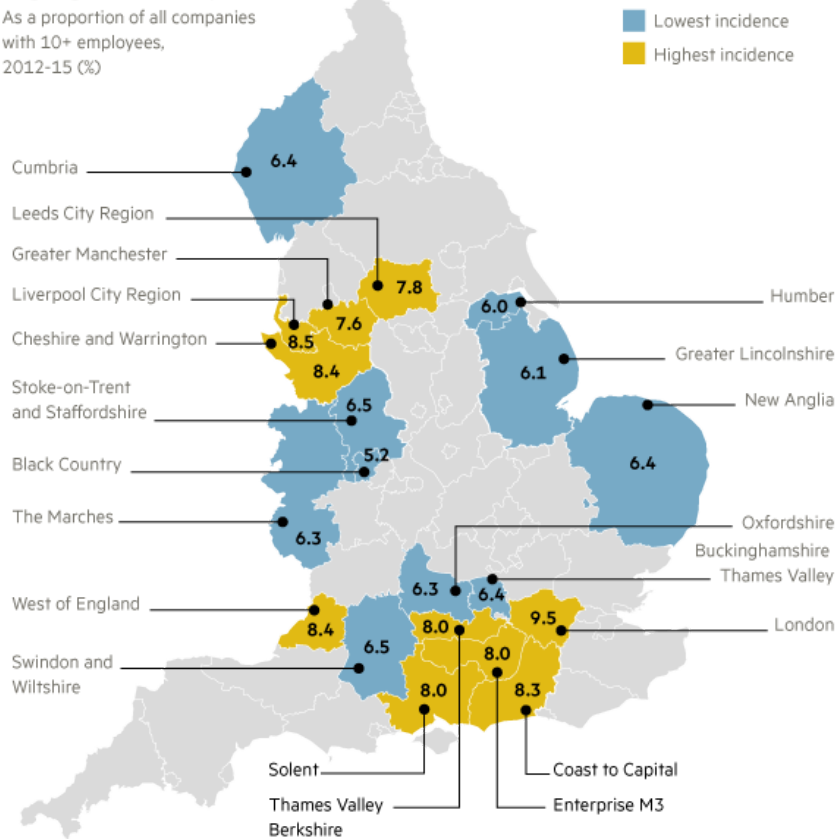 As a proportion of all companies
with 10+ employees,
2012-15 (%)
Lowest incidence
Highest incidence
Cumbria
6.4
Leeds City Region
7.8
Greater Manchester
7.6
Liverpool City Region
8.5
Cheshire and Warrington
8.4
Humber
6.0
Greater Lincolnshire
6.1
New Anglia
6.4
Stoke-on-Trent
and Staffordshire
6.5
Black Country
5.2
The Marches
6.3
Oxfordshire
6.3
Buckinghamshire
Thames Valley
6.4
West of England
8.4
London
9.5
Swindon and
Wiltshire
6.5
8.0
8.0
8.0
8.3
Solent
Coast to Capital
Thames Valley
Berkshire
Enterprise M3